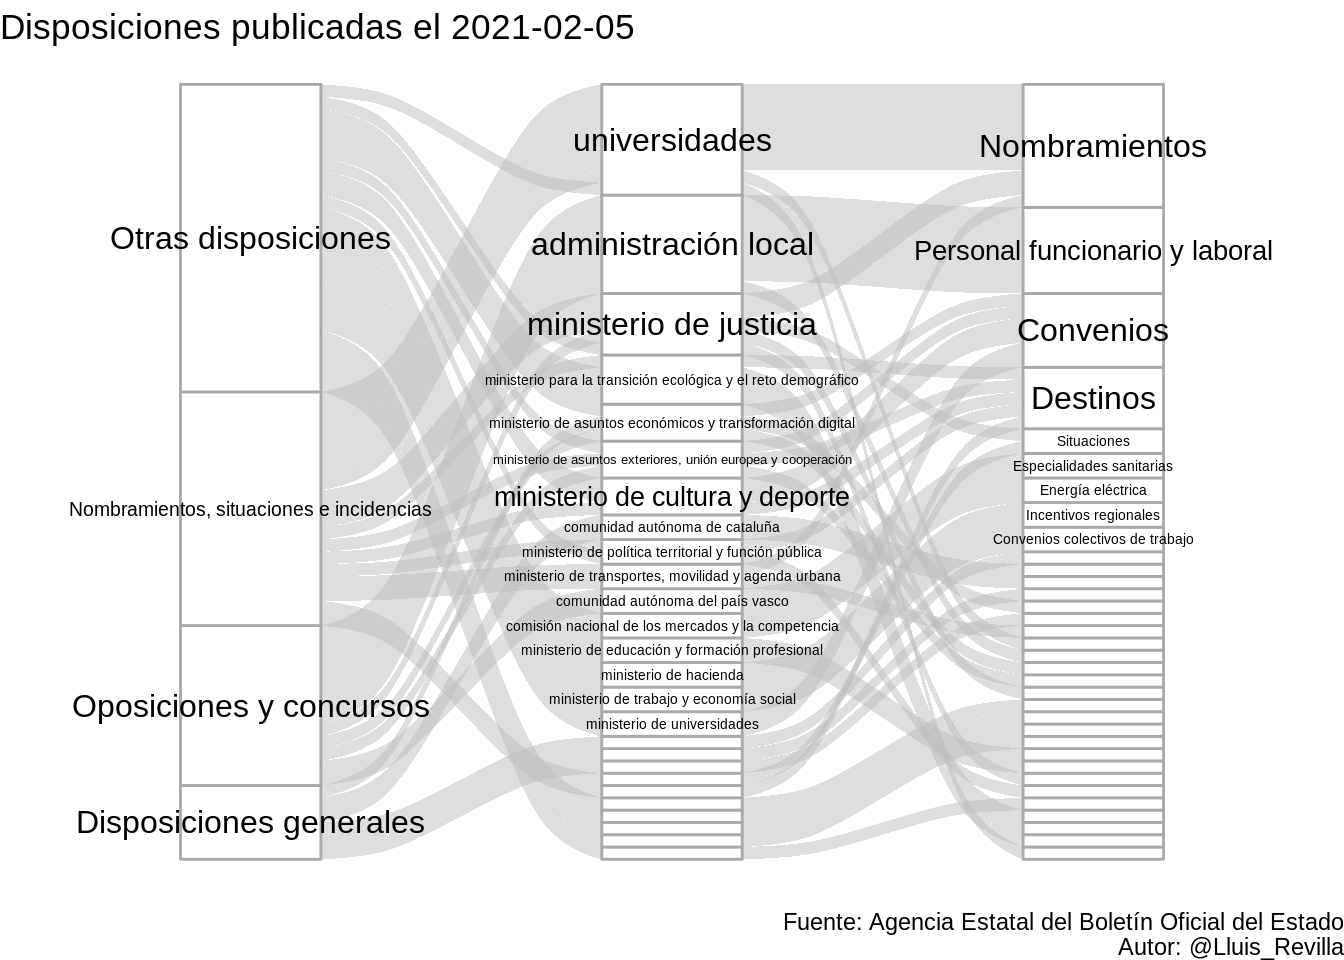 Disposiciones publicadas el 2021-02-05
Otras disposiciones
Nombramientos, situaciones e incidencias
Oposiciones y concursos
Disposiciones generales
universidades
administración local
ministerio de justicia
ministerio para la transición ecológica y el reto demográfico
ministerio de asuntos económicos y transformación digital
ministerio de asuntos exteriores, unión europea y cooperación
ministerio de cultura y deporte
comunidad autónoma de cataluña
ministerio de política territorial y función pública
ministerio de transportes, movilidad y agenda urbana
comunidad autónoma del país vasco
comisión nacional de los mercados y la competencia
ministerio de educación y formación profesional
ministerio de hacienda
ministerio de trabajo y economía social
ministerio de universidades
Nombramientos
Personal funcionario y laboral
Convenios
Destinos
Situaciones
Especialidades sanitarias
Energía eléctrica
Incentivos regionales
Convenios colectivos de trabajo
Fuente: Agencia Estatal del Boletín Oficial del Estado
Autor: @Lluis_Revilla